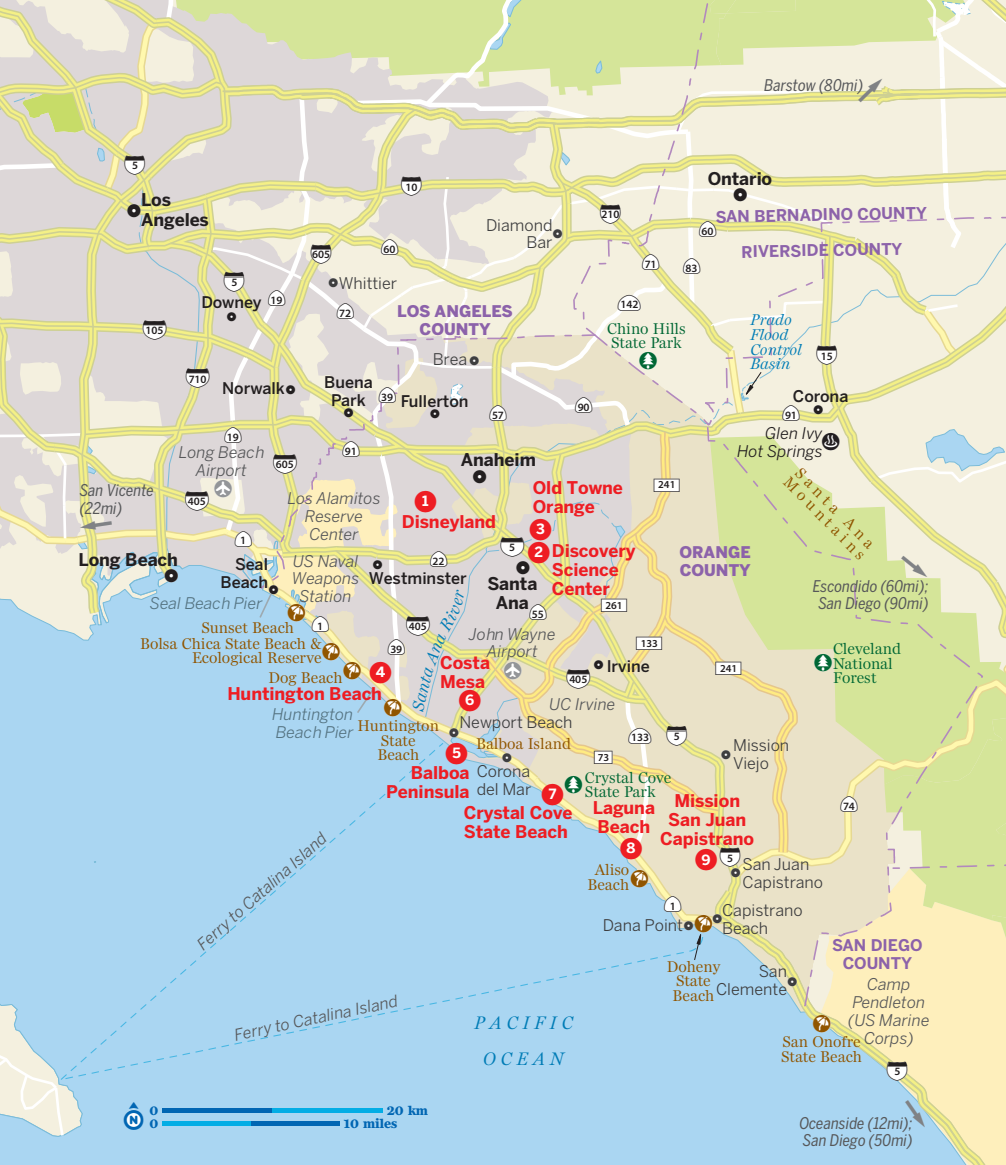 Barstow (80mi)
5
Los
Angeles
10
Ontario
210
SAN BERNADINO COUNTY
Diamond
Bar
60
RIVERSIDE COUNTY
605
60
71
83
5
Whittier
Downey
19
72
142
LOS ANGELES
COUNTY
Chino Hills
State Park
Prado
Flood
Control
Basin
105
15
Brea
710
Norwalk
Buena
Park
39
Fullerton
57
90
Corona
91
19
91
Glen Ivy
Hot Springs
Long Beach
Airport
605
Anaheim
Santa Ana
Mountains
San Vicente
(22mi)
405
Los Alamitos
Reserve
Center
1
Disneyland
Old Towne
Orange
3
241
1
5
2
Discovery
Science
Center
ORANGE
COUNTY
Long Beach
Seal
Beach
US Naval
Weapons
Station
22
Westminster
Santa
Ana
Escondido (60mi);
San Diego (90mi)
Seal Beach Pier
55
261
Sunset Beach
1
405
Santa Ana River
John Wayne
Airport
133
Bolsa Chica State Beach &
Ecological Reserve
39
Costa
Mesa
405
Irvine
241
Cleveland
National
Forest
Dog Beach
4
Huntington Beach
6
UC Irvine
Huntington
Beach Pier
Huntington
State
Beach
Newport Beach
133
5
Balboa Island
Mission
Viejo
5
Balboa
Peninsula
Corona
del Mar
73
7
Crystal Cove
State Park
Crystal Cove
State Beach
Laguna
Beach
Mission
San Juan
Capistrano
74
8
9
5
San Juan
Capistrano
Aliso
Beach
Ferry to Catalina Island
1
Capistrano
Beach
Dana Point
SAN DIEGO
COUNTY
Doheny
State
Beach
San
Clemente
Camp
Pendleton
(US Marine
Corps)
Ferry to Catalina Island
PACIFIC
OCEAN
San Onofre
State Beach
5
N
0
20 km
0
10 miles
Oceanside (12mi);
San Diego (50mi)